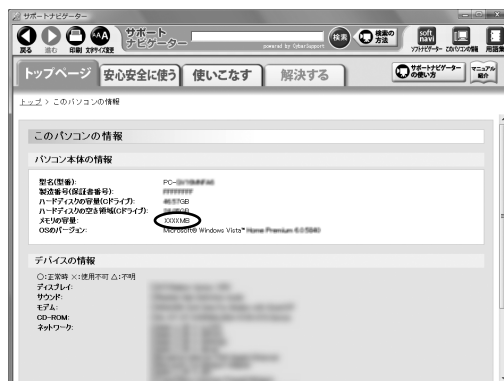 サポートナビゲーター
戻る 進む 印刷 文字サイズ変更
サポート
ナビゲーター
powered by CyberSupport
検索
検索の
方法
soft
navi
ソフトナビゲーター このパソコンの情報 用語集
トップページ 安心安全に使う 使いこなす 解決する
サポートナビゲーター
の使い方
マニュアル
紹介
トップ > このパソコンの情報
このパソコンの情報
パソコン本体の情報
型名(型番): PC-
製造番号(保証書番号):
ハードディスクの容量(Cドライブ): 46.57GB
ハードディスクの空き領域(Cドライブ):
メモリの容量: XXXXMB
OSのバージョン: Microsoft® Windows Vista™ Home Premium 6.0.5840
デバイスの情報
○:正常時 ×:使用不可 △:不明
ディスプレイ:
サウンド:
モデム:
CD-ROM:
ネットワーク: